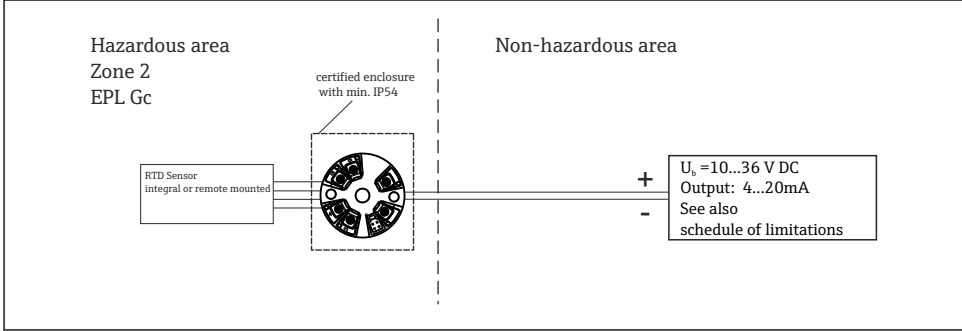 Hazardous area
Zone 2
EPL Gc
Non-hazardous area
certified enclosure
with min. IP54
RTD Sensor
integral or remote mounted
+
-
U_b =10...36 V DC
Output: 4...20mA
See also
schedule of limitations